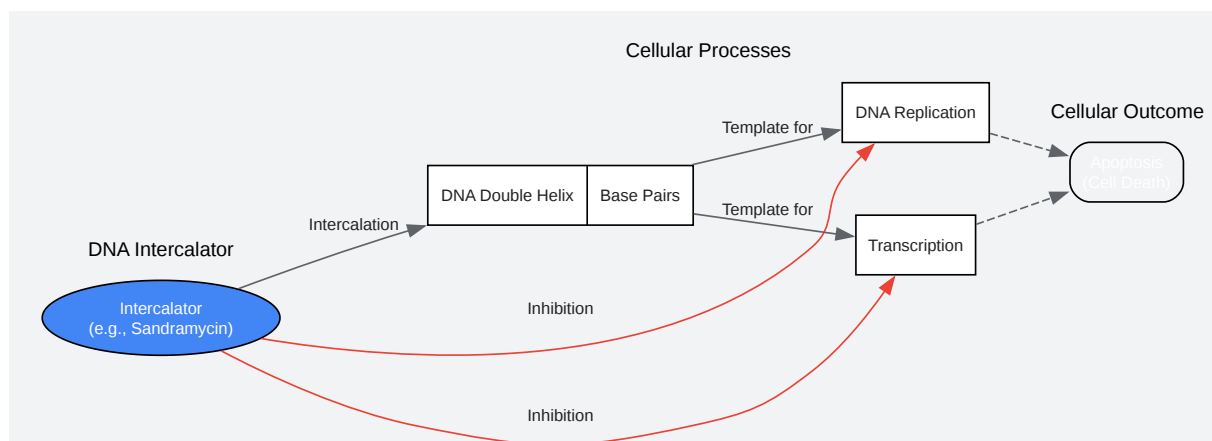 Cellular Processes
DNA Replication
Cellular Outcome
Template for
Apoptosis
(Cell Death)
DNA Double Helix
Base Pairs
Template for
Intercalation
DNA Intercalator
Transcription
Intercalator
(e.g., Sandramycin)
Inhibition
Inhibition